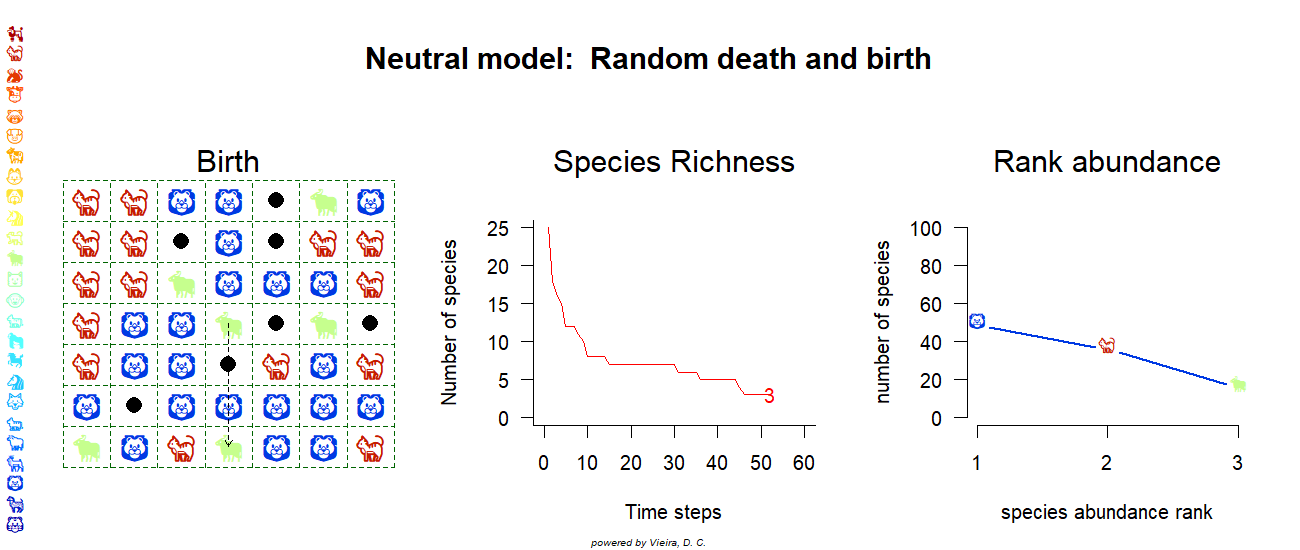 Neutral model:  Random death and birth
Birth
Species Richness
Rank abundance
Number of species
25
20
15
10
5
0
3
0 10 20 30 40 50 60
Time steps
number of species
100
80
60
40
20
0
1 2 3
species abundance rank
powered by Vieira, D. C.